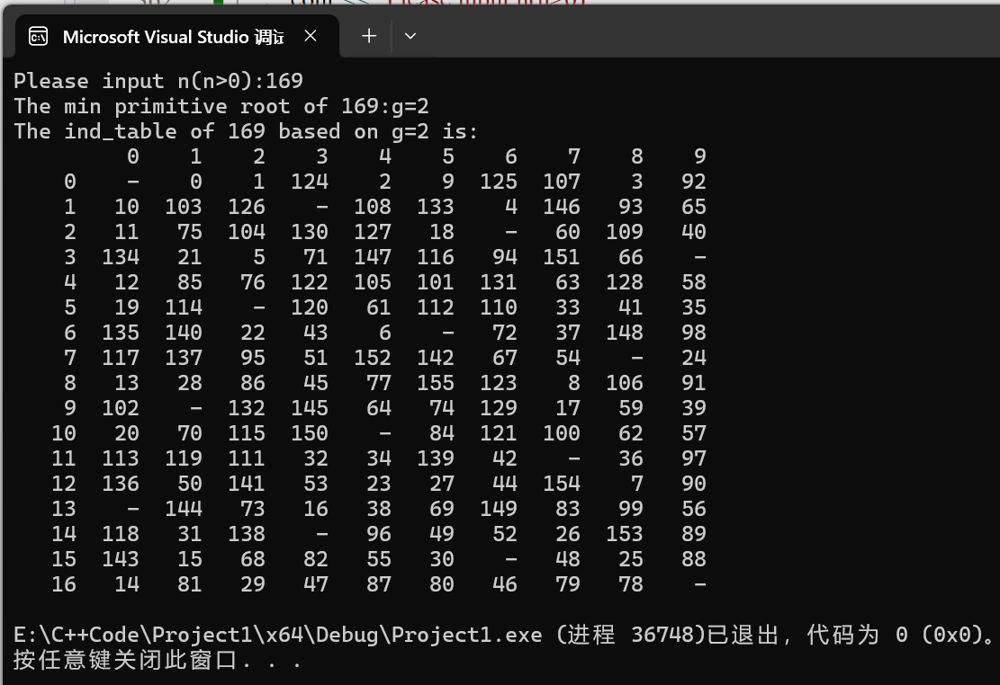 Microsoft Visual Studio
Please input n(n>0):169
The min primitive root of 169:g=2
The ind_table of 169 based on g=2 is:
0 1 2 3 4 5 6 7 8 9
0 - 0 1 124 2 9 125 107 3 92
1 10 103 126 - 108 133 4 146 93 65
2 11 75 104 130 127 18 - 60 109 40
3 134 21 5 71 147 116 94 151 66 -
4 12 85 76 122 105 101 131 63 128 58
5 19 114 - 120 61 112 110 33 41 35
6 135 140 22 43 6 - 72 37 148 98
7 117 137 95 51 152 142 67 54 - 24
8 13 28 86 45 77 155 123 8 106 91
9 102 - 132 145 64 74 129 17 59 39
10 20 70 115 150 - 84 121 100 62 57
11 113 119 111 32 34 139 42 - 36 97
12 136 50 141 53 23 27 44 154 7 90
13 - 144 73 16 38 69 149 83 99 56
14 118 31 138 - 96 49 52 26 153 89
15 143 15 68 82 55 30 - 48 25 88
16 14 81 29 47 87 80 46 79 78 -
E:\C++Code\Project1\x64\Debug\Project1.exe (进程 36748)已退出，代码为 0 (0x0)。
按任意键关闭此窗口. . .